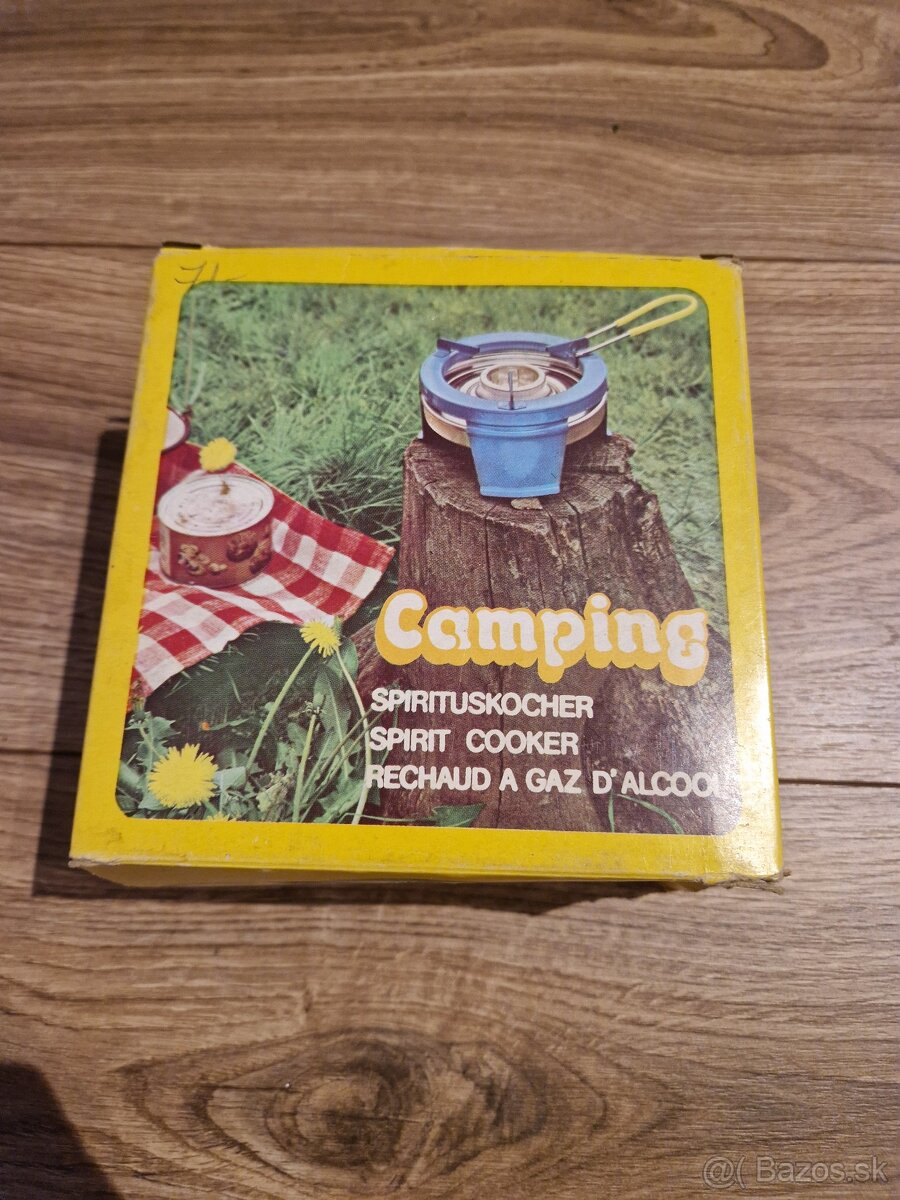 Camping
SPIRITUSKOCHER
SPIRIT COOKER
RECHAUD A GAZ D'ALCOOL
@( Bazos.sk